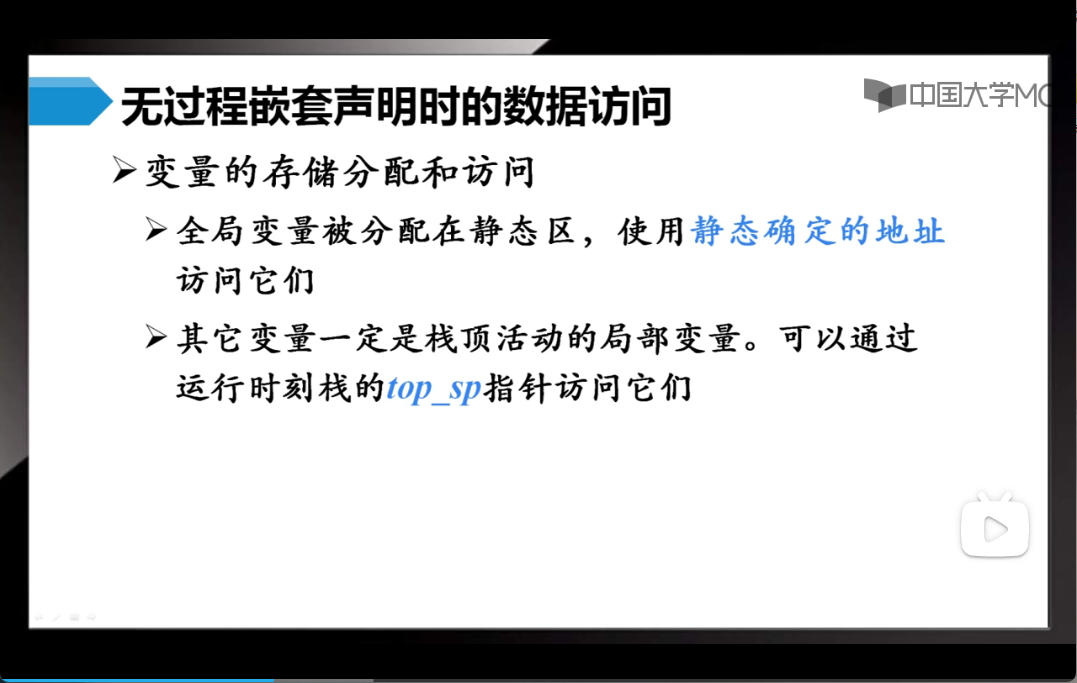 无过程嵌套声明时的数据访问
中国大学MO
变量的存储分配和访问
全局变量被分配在静态区，使用静态确定的地址
访问它们
其它变量一定是栈顶活动的局部变量。可以通过
运行时刻栈的top_sp指针访问它们